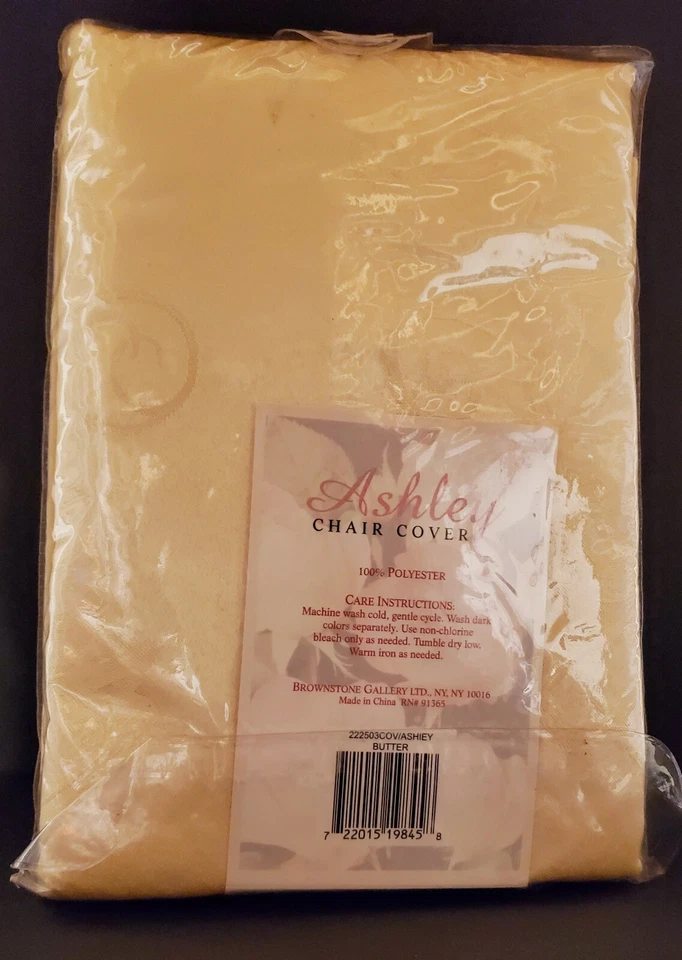 Ashley
CHAIR COVER
100% POLYESTER
CARE INSTRUCTIONS:
Machine wash cold, gentle cycle. Wash dark
colors separately. Use non-chlorine
bleach only as needed. Tumble dry low.
Warm iron as needed.
BROWNSTONE GALLERY LTD., NY, NY 10016
Made in China RN# 91365
222503COV/ASHIEY
BUTTER
7 22015 19845 8